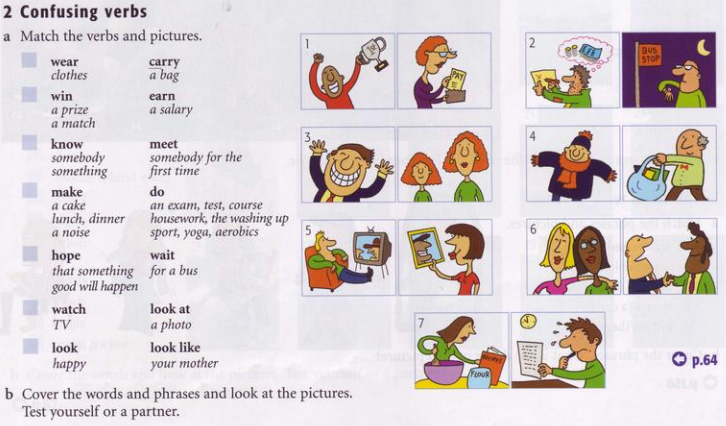 2 Confusing verbs
a Match the verbs and pictures.
wear carry
clothes a bag
win earn
a prize a salary
a match
know meet
somebody somebody for the
something first time
make do
a cake an exam, test, course
lunch, dinner housework, the washing up
a noise sport, yoga, aerobics
hope wait
that something for a bus
good will happen
watch look at
TV a photo
look look like
happy your mother
b Cover the words and phrases and look at the pictures.
Test yourself or a partner.
1
PAY
2
BUS
STOP
3
4
5
6
7
FLOUR
p.64